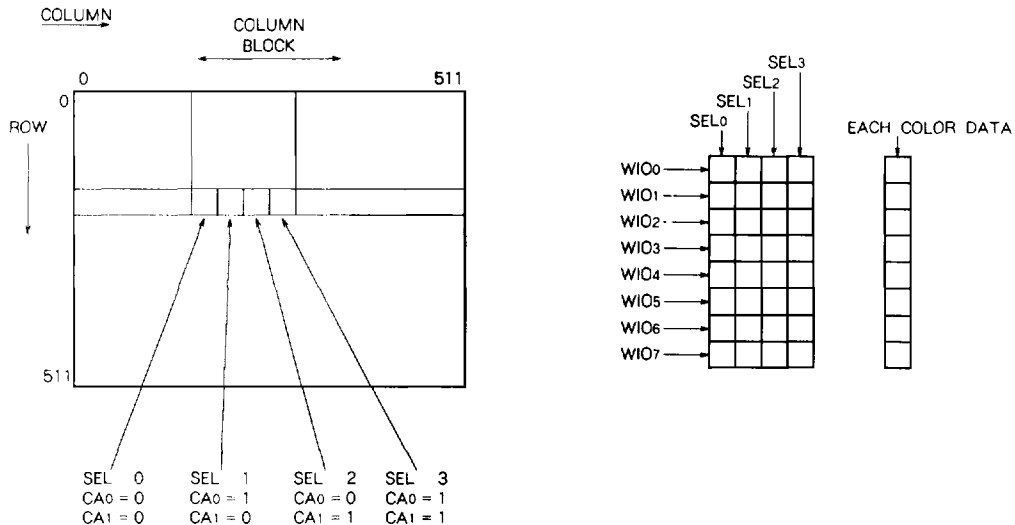 COLUMN
COLUMN
BLOCK
0 511
0
ROW
511
SEL 0 SEL 1 SEL 2 SEL 3
CA0 = 0 CA0 = 1 CA0 = 0 CA0 = 1
CA1 = 0 CA1 = 0 CA1 = 1 CA1 = 1
SEL3
SEL2
SEL1
SEL0
EACH COLOR DATA
WIO0
WIO1
WIO2
WIO3
WIO4
WIO5
WIO6
WIO7